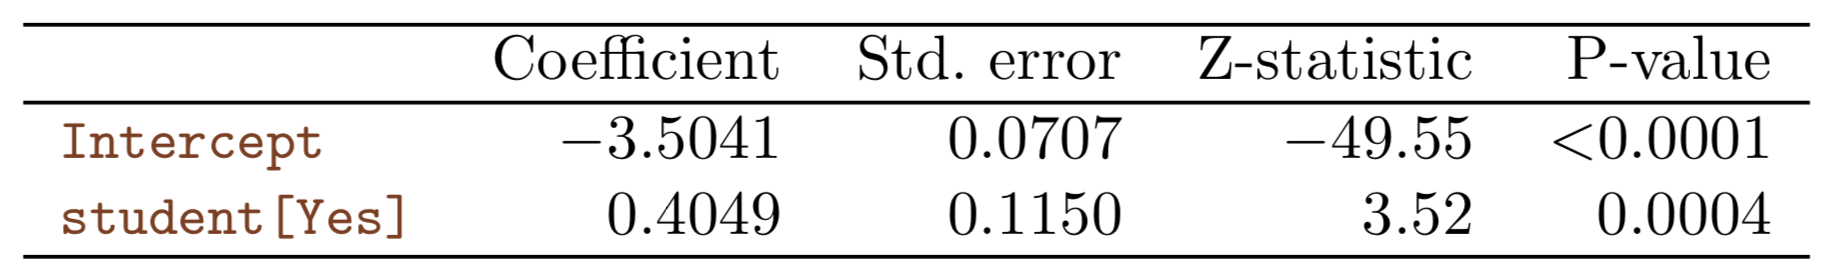 Coefficient Std. error Z-statistic P-value
Intercept −3.5041 0.0707 −49.55 <0.0001
student[Yes] 0.4049 0.1150 3.52 0.0004